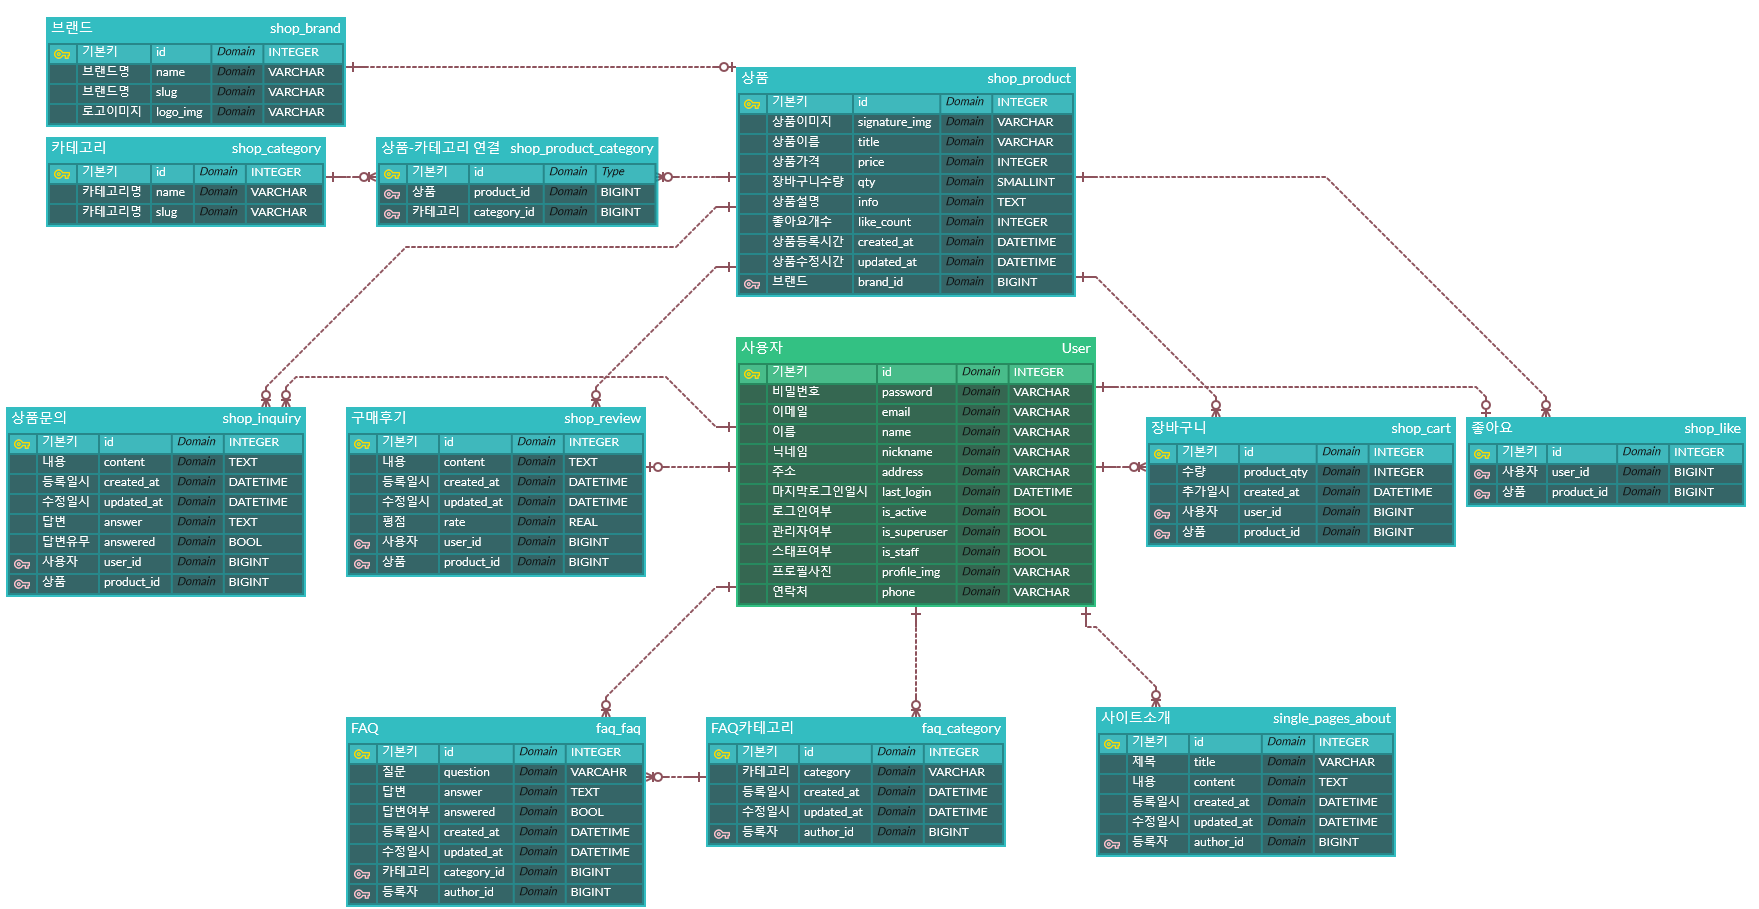 브랜드 shop_brand
기본키 id Domain INTEGER
브랜드명 name Domain VARCHAR
브랜드명 slug Domain VARCHAR
로고이미지 logo_img Domain VARCHAR
카테고리 shop_category
기본키 id Domain INTEGER
카테고리명 name Domain VARCHAR
카테고리명 slug Domain VARCHAR
상품-카테고리 연결 shop_product_category
기본키 id Domain Type
상품 product_id Domain BIGINT
카테고리 category_id Domain BIGINT
상품 shop_product
기본키 id Domain INTEGER
상품이미지 signature_img Domain VARCHAR
상품이름 title Domain VARCHAR
상품가격 price Domain INTEGER
장바구니수량 qty Domain SMALLINT
상품설명 info Domain TEXT
좋아요개수 like_count Domain INTEGER
상품등록시간 created_at Domain DATETIME
상품수정시간 updated_at Domain DATETIME
브랜드 brand_id Domain BIGINT
사용자 User
기본키 id Domain INTEGER
비밀번호 password Domain VARCHAR
이메일 email Domain VARCHAR
이름 name Domain VARCHAR
닉네임 nickname Domain VARCHAR
주소 address Domain VARCHAR
마지막로그인일시 last_login Domain DATETIME
로그인여부 is_active Domain BOOL
관리자여부 is_superuser Domain BOOL
스태프여부 is_staff Domain BOOL
프로필사진 profile_img Domain VARCHAR
연락처 phone Domain VARCHAR
상품문의 shop_inquiry
기본키 id Domain INTEGER
내용 content Domain TEXT
등록일시 created_at Domain DATETIME
수정일시 updated_at Domain DATETIME
답변 answer Domain TEXT
답변유무 answered Domain BOOL
사용자 user_id Domain BIGINT
상품 product_id Domain BIGINT
구매후기 shop_review
기본키 id Domain INTEGER
내용 content Domain TEXT
등록일시 created_at Domain DATETIME
수정일시 updated_at Domain DATETIME
평점 rate Domain REAL
사용자 user_id Domain BIGINT
상품 product_id Domain BIGINT
장바구니 shop_cart
기본키 id Domain INTEGER
수량 product_qty Domain INTEGER
추가일시 created_at Domain DATETIME
사용자 user_id Domain BIGINT
상품 product_id Domain BIGINT
좋아요 shop_like
기본키 id Domain INTEGER
사용자 user_id Domain BIGINT
상품 product_id Domain BIGINT
FAQ faq_faq
기본키 id Domain INTEGER
질문 question Domain VARCAHR
답변 answer Domain TEXT
답변여부 answered Domain BOOL
등록일시 created_at Domain DATETIME
수정일시 updated_at Domain DATETIME
카테고리 category_id Domain BIGINT
등록자 author_id Domain BIGINT
FAQ카테고리 faq_category
기본키 id Domain INTEGER
카테고리 category Domain VARCHAR
등록일시 created_at Domain DATETIME
수정일시 updated_at Domain DATETIME
등록자 author_id Domain BIGINT
사이트소개 single_pages_about
기본키 id Domain INTEGER
제목 title Domain VARCHAR
내용 content Domain TEXT
등록일시 created_at Domain DATETIME
수정일시 updated_at Domain DATETIME
등록자 author_id Domain BIGINT